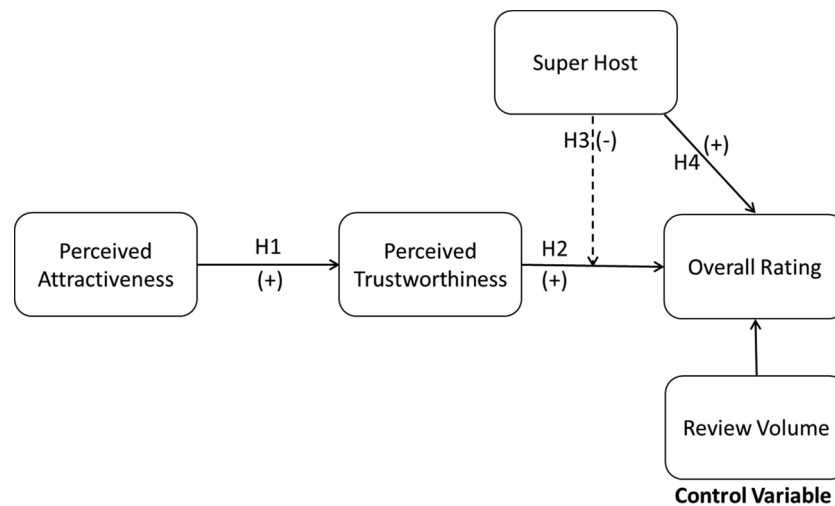 Super Host
H3 (-)
(+)
H4
Perceived
Attractiveness
H1
(+)
Perceived
Trustworthiness
H2
(+)
Overall Rating
Review Volume
Control Variable